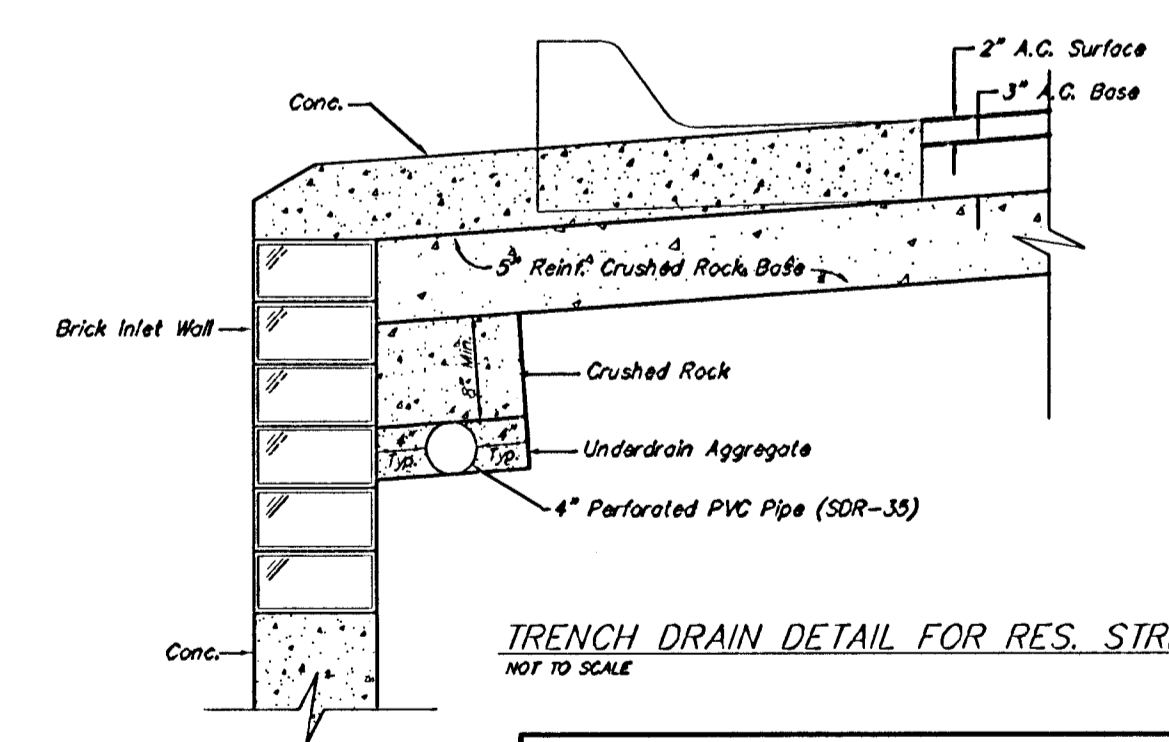 2" A.C. Surface
3" A.C. Base
Conc.
5" Reinf. Crushed Rock Base
Brick Inlet Wall
8" Min.
Crushed Rock
4" 4"
Typ. Typ.
Underdrain Aggregate
4" Perforated PVC Pipe (SDR-35)
Conc.
TRENCH DRAIN DETAIL FOR RES.
NOT TO SCALE